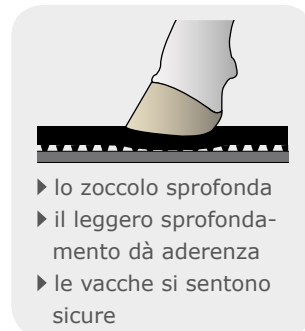 ▶ lo zoccolo sprofonda
▶ il leggero sprofonda-
mento dà aderenza
▶ le vacche si sentono
sicure